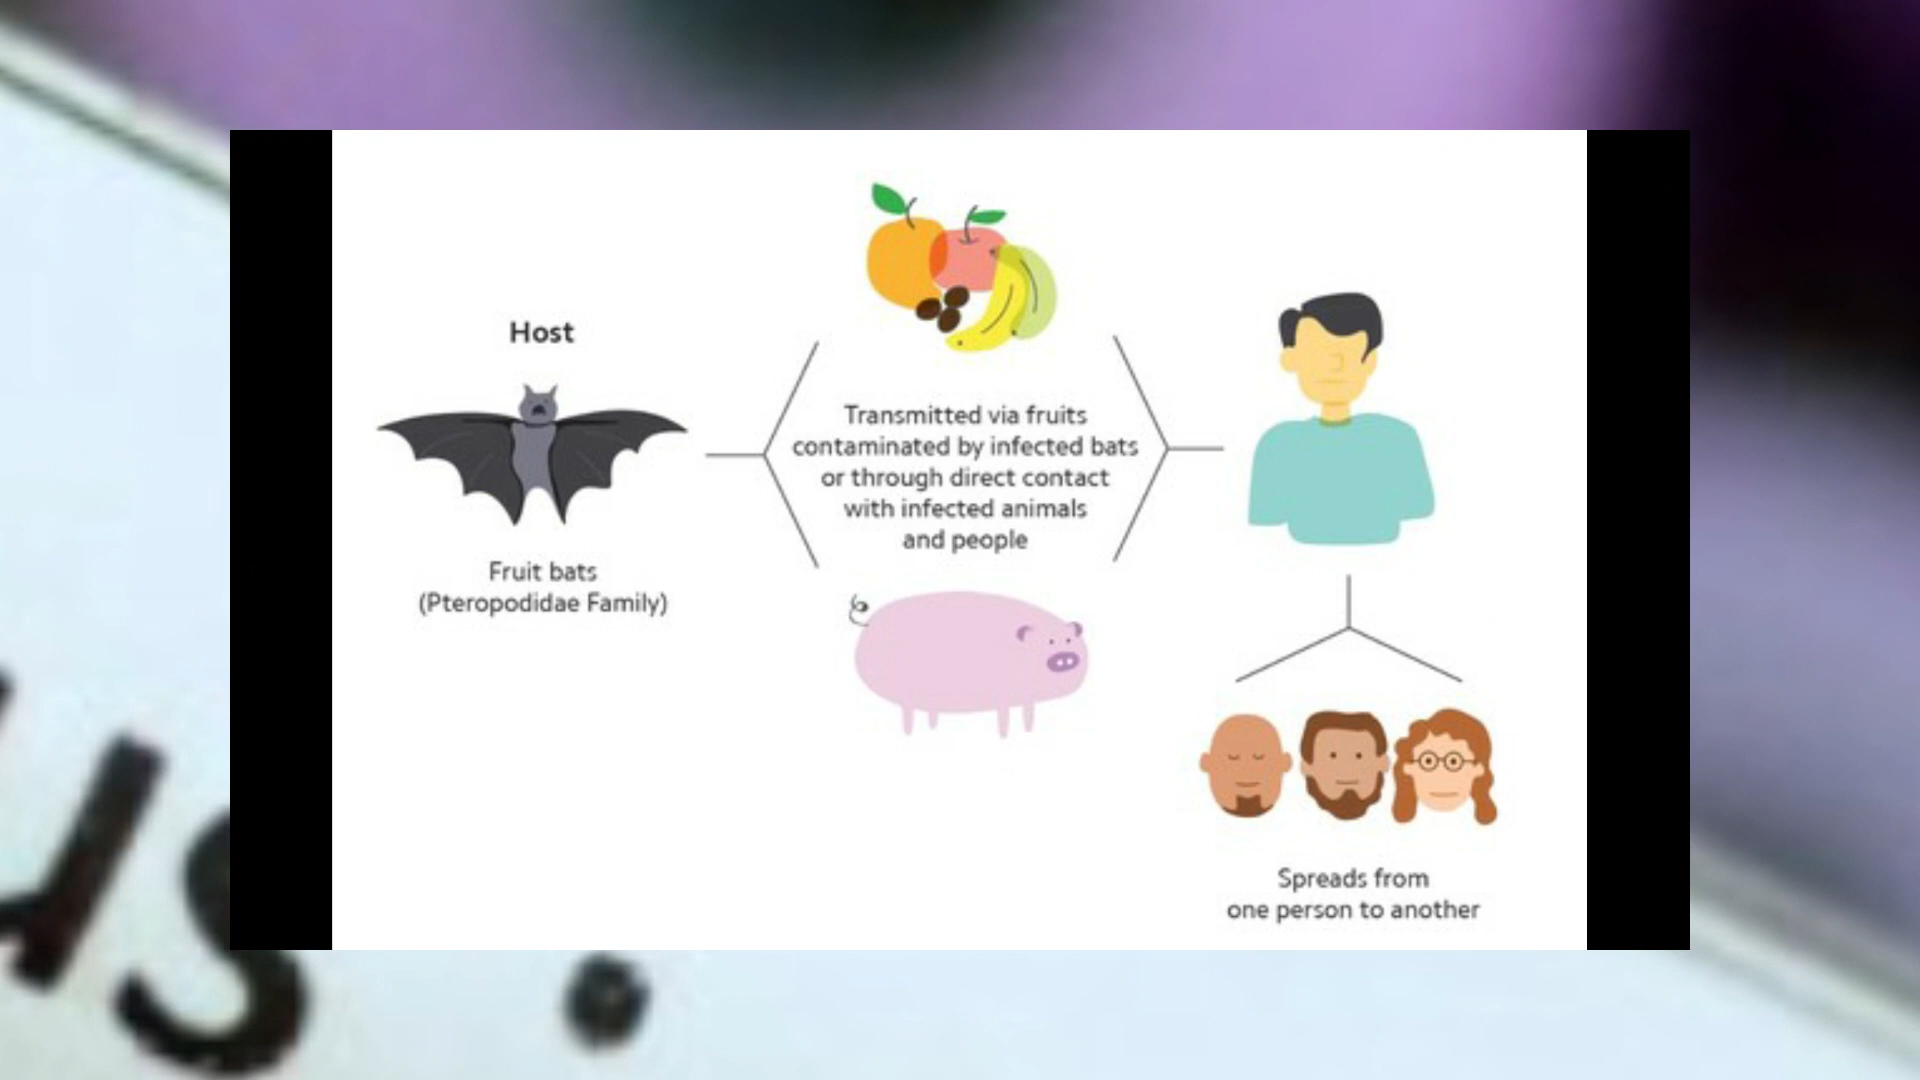 Host
Fruit bats
(Pteropodidae Family)
Transmitted via fruits
contaminated by infected bats
or through direct contact
with infected animals
and people
Spreads from
one person to another